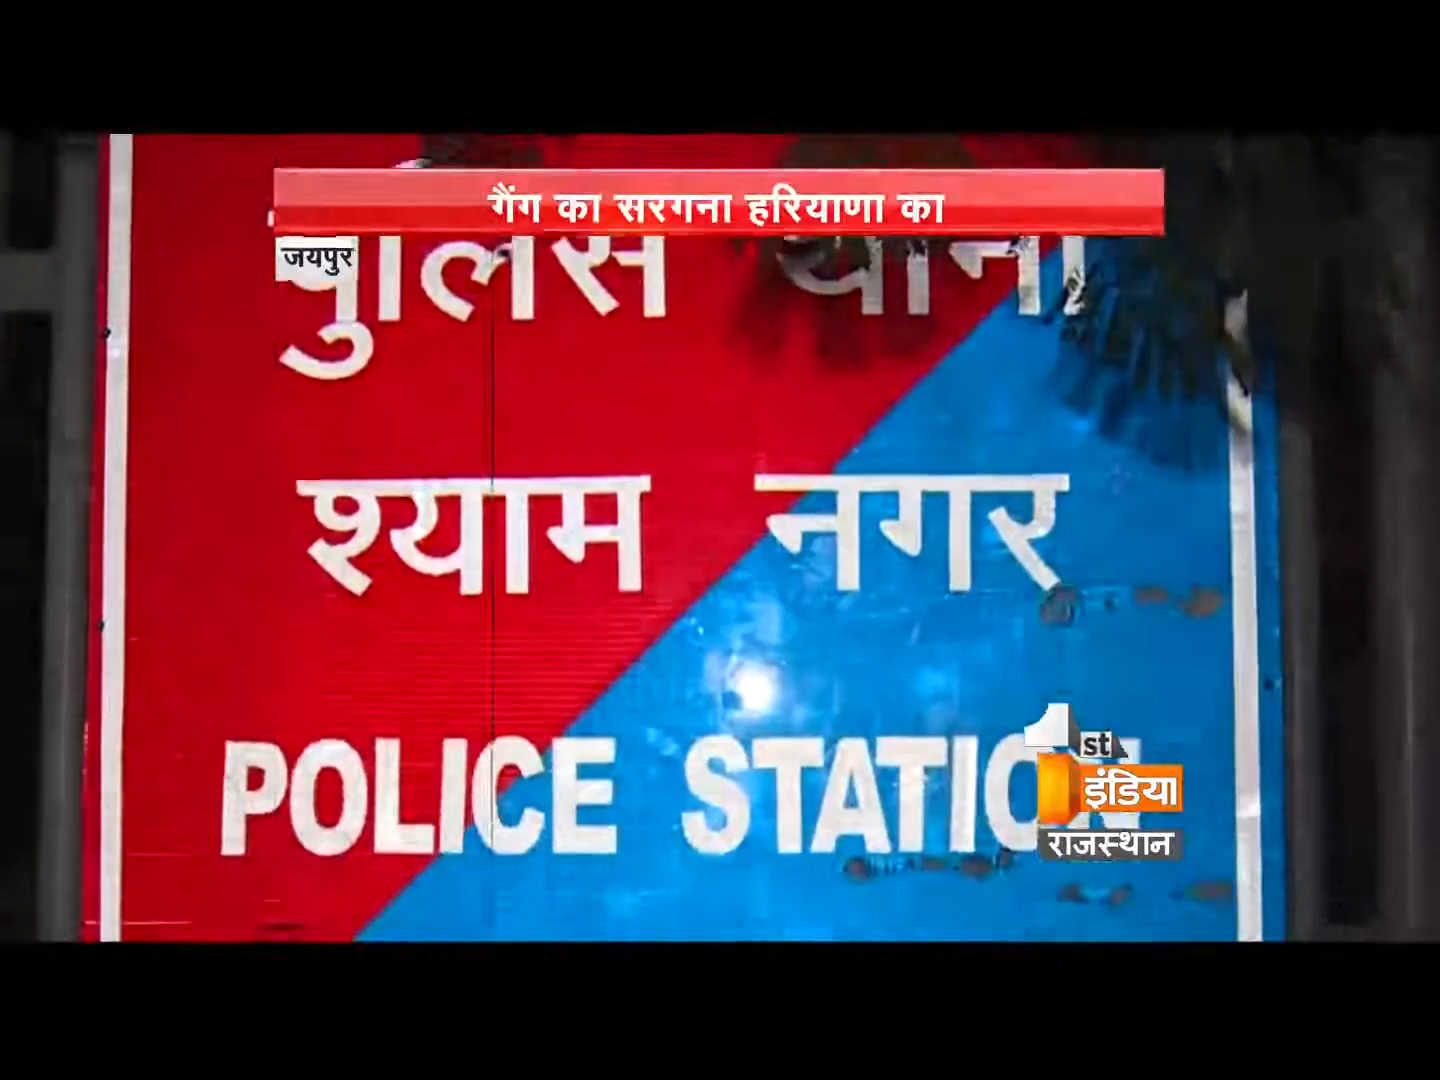 गैंग का सरगना हरियाणा का
जयपुर
पुलिस थाना
श्याम नगर
POLICE STATION
1st
इंडिया
राजस्थान